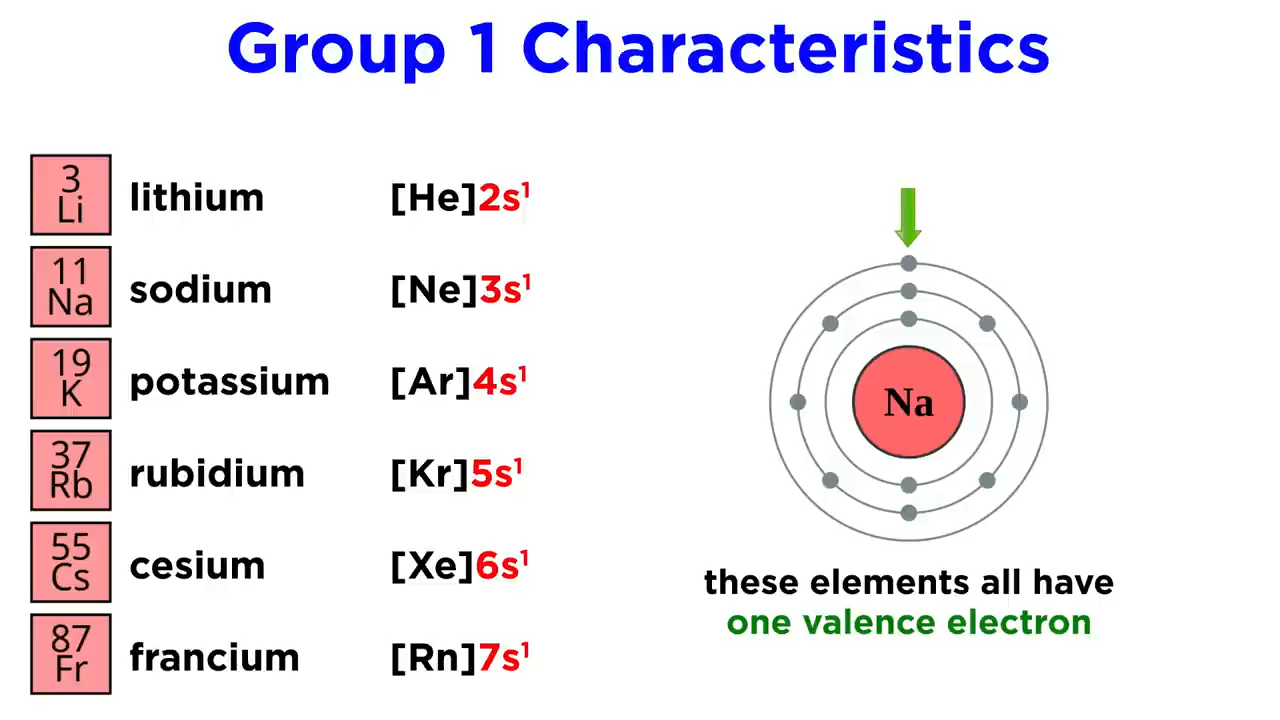 Group 1 Characteristics
3
Li
lithium
[He]2s¹
11
Na
sodium
[Ne]3s¹
19
K
potassium
[Ar]4s¹
37
Rb
rubidium
[Kr]5s¹
55
Cs
cesium
[Xe]6s¹
87
Fr
francium
[Rn]7s¹
Na
these elements all have
one valence electron